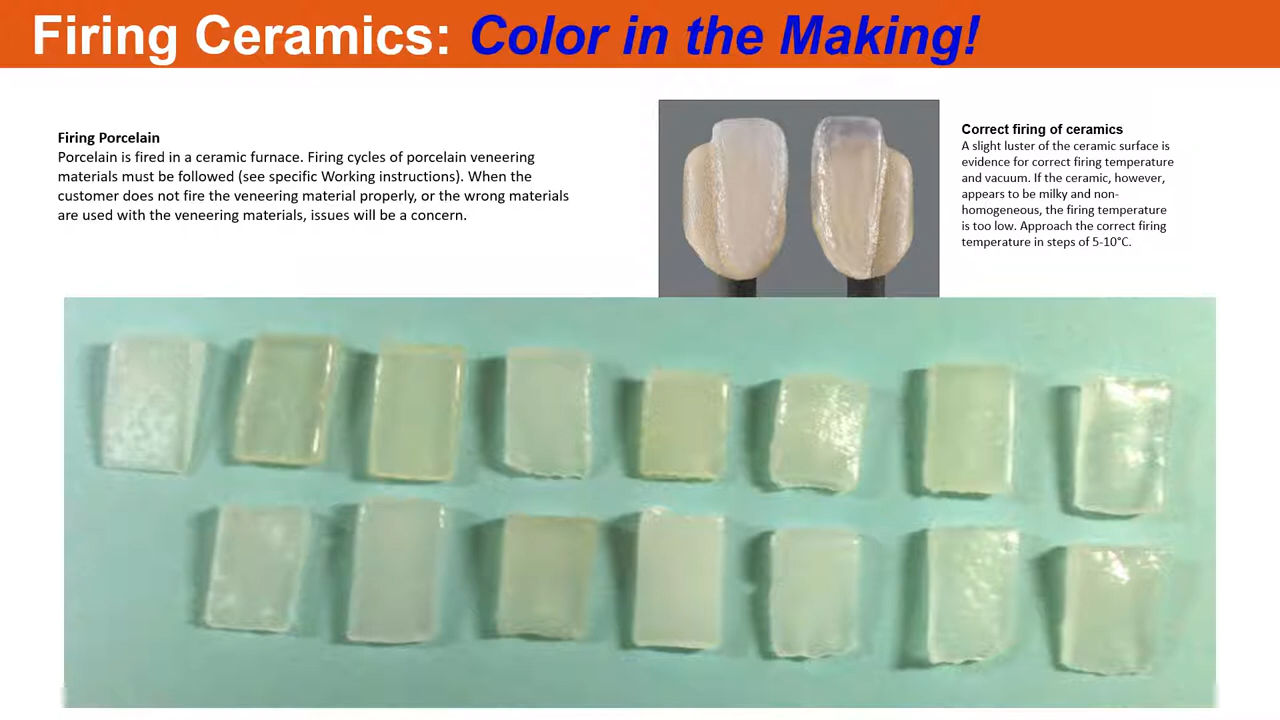 Firing Ceramics: Color in the Making!
Firing Porcelain
Porcelain is fired in a ceramic furnace. Firing cycles of porcelain veneering
materials must be followed (see specific Working instructions). When the
customer does not fire the veneering material properly, or the wrong materials
are used with the veneering materials, issues will be a concern.
Correct firing of ceramics
A slight luster of the ceramic surface is
evidence for correct firing temperature
and vacuum. If the ceramic, however,
appears to be milky and non-
homogeneous, the firing temperature
is too low. Approach the correct firing
temperature in steps of 5-10°C.